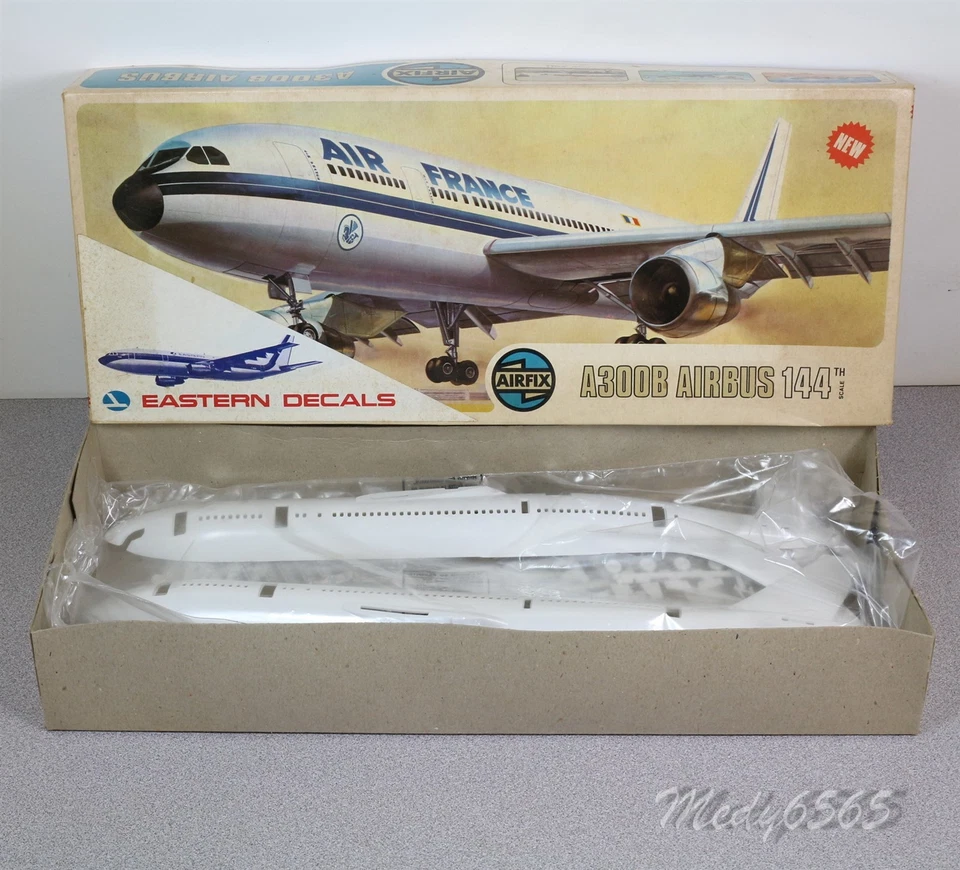 A300B AIRBUS
AIRFIX
NEW
AIR FRANCE
EASTERN DECALS
AIRFIX
A300B AIRBUS 144TH
SCALE
Medy6565